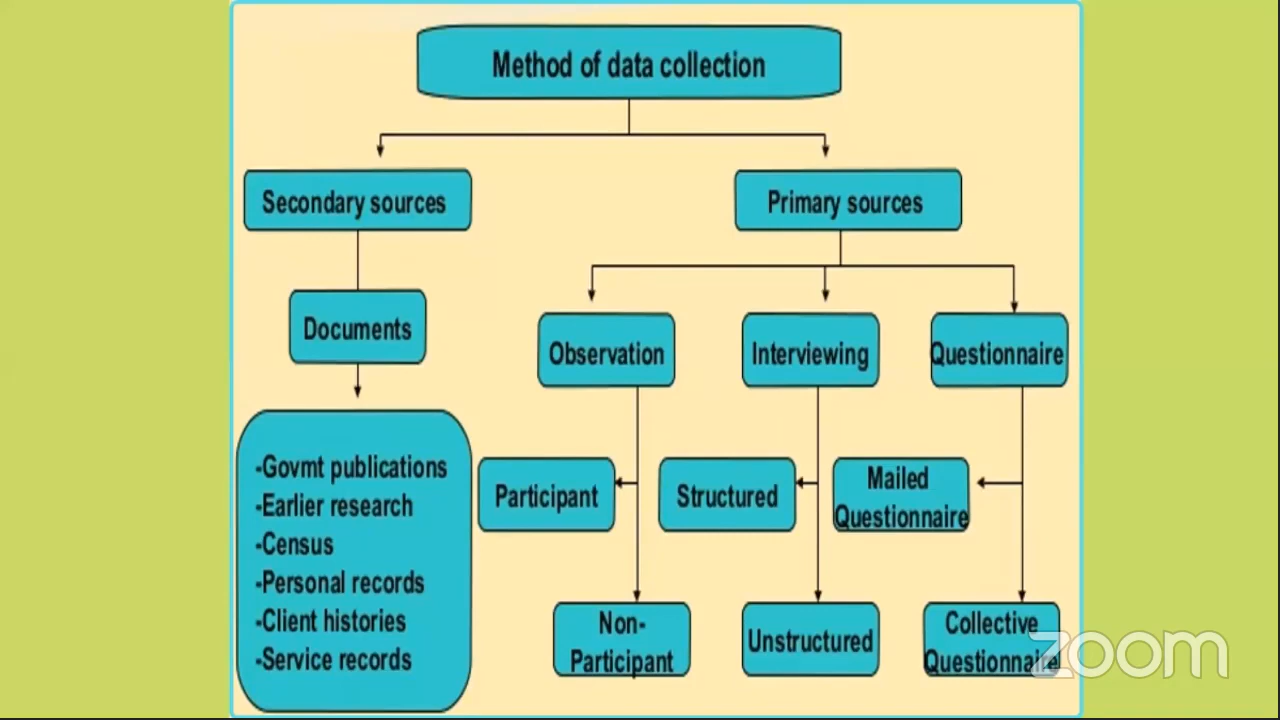 Method of data collection
Secondary sources
Primary sources
Documents
Observation
Interviewing
Questionnaire
-Govmt publications
-Earlier research
-Census
-Personal records
-Client histories
-Service records
Participant
Structured
Mailed
Questionnaire
Non-
Participant
Unstructured
Collective
Questionnaire
zoom